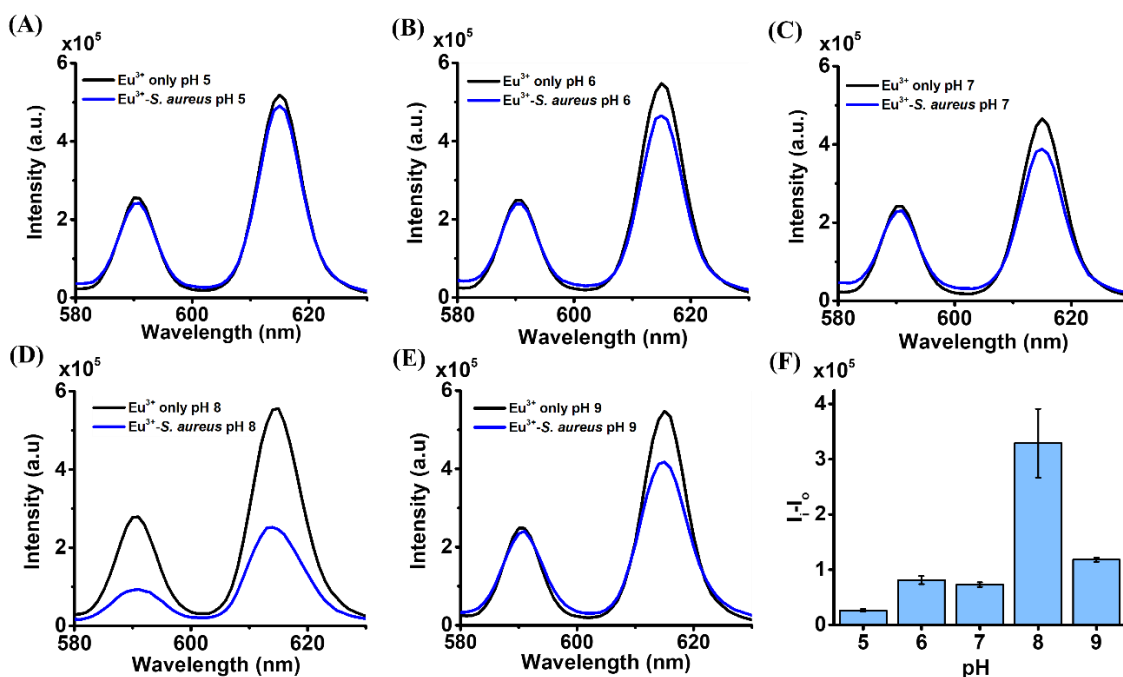 (A)
x10⁵
6
4
2
0
Intensity (a.u.)
Eu³⁺ only pH 5
Eu³⁺-S. aureus pH 5
580 600 620
Wavelength (nm)
(B)
x10⁵
6
4
2
0
Intensity (a.u.)
Eu³⁺ only pH 6
Eu³⁺-S. aureus pH 6
580 600 620
Wavelength (nm)
(C)
x10⁵
6
4
2
0
Intensity (a.u.)
Eu³⁺ only pH 7
Eu³⁺-S. aureus pH 7
580 600 620
Wavelength (nm)
(D)
x10⁵
6
4
2
0
Intensity (a.u)
Eu³⁺ only pH 8
Eu³⁺-S. aureus pH 8
580 600 620
Wavelength (nm)
(E)
x10⁵
6
4
2
0
Intensity (a.u.)
Eu³⁺ only pH 9
Eu³⁺-S. aureus pH 9
580 600 620
Wavelength (nm)
(F)
x10⁵
4
3
2
1
0
Iᵢ-Iₒ
5 6 7 8 9
pH